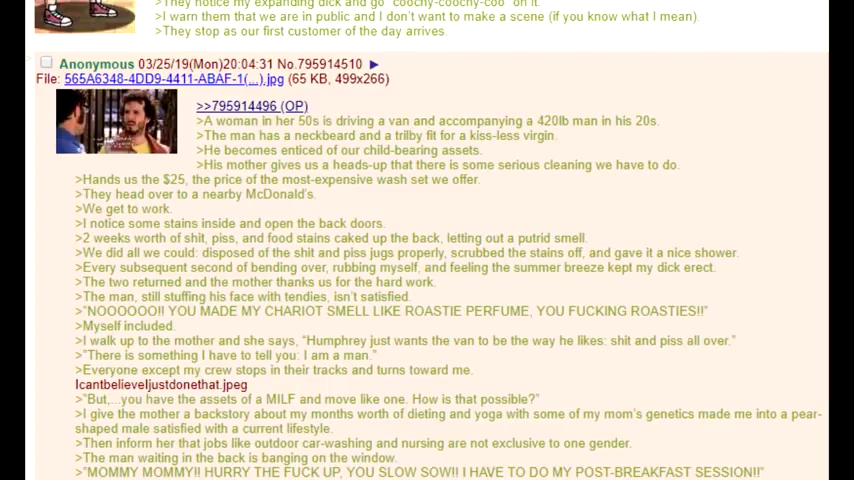 >They notice my expanding dick and go "coochy-coochy-coo" on it.
>I warn them that we are in public and I don't want to make a scene (if you know what I mean).
>They stop as our first customer of the day arrives.
Anonymous 03/25/19(Mon)20:04:31 No.795914510 ▶
File: 565A6348-4DD9-4411-ABAF-1(...).jpg (65 KB, 499x266)
>>795914496 (OP)
>A woman in her 50s is driving a van and accompanying a 420lb man in his 20s.
>The man has a neckbeard and a trilby fit for a kiss-less virgin.
>He becomes enticed of our child-bearing assets.
>His mother gives us a heads-up that there is some serious cleaning we have to do.
>Hands us the $25, the price of the most-expensive wash set we offer.
>They head over to a nearby McDonald's.
>We get to work.
>I notice some stains inside and open the back doors.
>2 weeks worth of shit, piss, and food stains caked up the back, letting out a putrid smell.
>We did all we could: disposed of the shit and piss jugs properly, scrubbed the stains off, and gave it a nice shower.
>Every subsequent second of bending over, rubbing myself, and feeling the summer breeze kept my dick erect.
>The two returned and the mother thanks us for the hard work.
>The man, still stuffing his face with tendies, isn't satisfied.
>"NOOOOOO!! YOU MADE MY CHARIOT SMELL LIKE ROASTIE PERFUME, YOU FUCKING ROASTIES!!"
>Myself included.
>I walk up to the mother and she says, "Humphrey just wants the van to be the way he likes: shit and piss all over."
>"There is something I have to tell you: I am a man."
>Everyone except my crew stops in their tracks and turns toward me.
IcantbelieveIjustdonethat.jpeg
>"But,...you have the assets of a MILF and move like one. How is that possible?"
>I give the mother a backstory about my months worth of dieting and yoga with some of my mom's genetics made me into a pear-
shaped male satisfied with a current lifestyle.
>Then inform her that jobs like outdoor car-washing and nursing are not exclusive to one gender.
>The man waiting in the back is banging on the window.
>"MOMMY MOMMY!! HURRY THE FUCK UP, YOU SLOW SOW!! I HAVE TO DO MY POST-BREAKFAST SESSION!!"